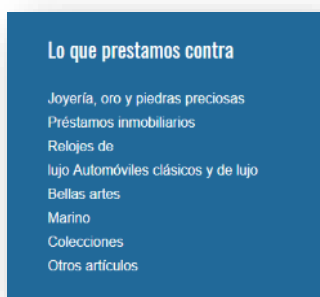 Lo que prestamos contra
Joyería, oro y piedras preciosas
Préstamos inmobiliarios
Relojes de
lujo Automóviles clásicos y de lujo
Bellas artes
Marino
Colecciones
Otros artículos